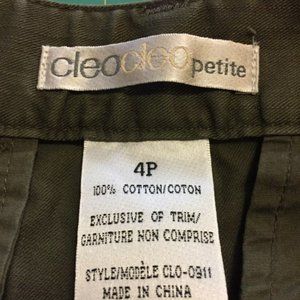 cleocleo petite
4P
100% COTTON/COTON
EXCLUSIVE OF TRIM/
GARNITURE NON COMPRISE
STYLE/MODÈLE CLO-0911
MADE IN CHINA